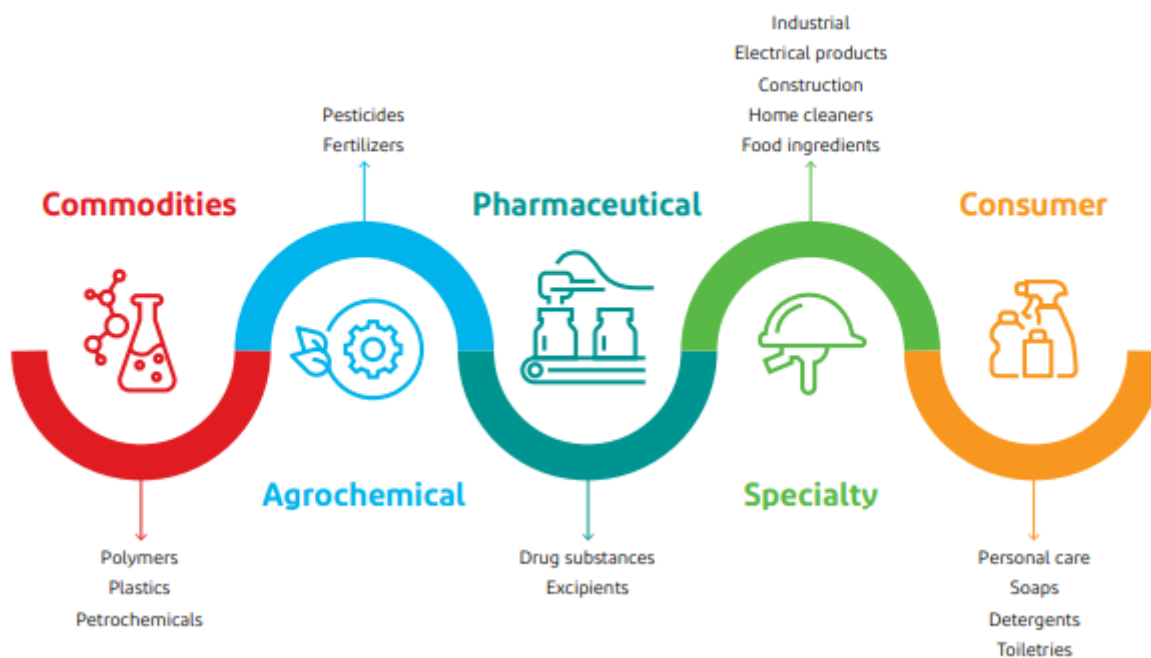 Commodities
Polymers
Plastics
Petrochemicals
Pesticides
Fertilizers
Agrochemical
Pharmaceutical
Drug substances
Excipients
Industrial
Electrical products
Construction
Home cleaners
Food ingredients
Specialty
Consumer
Personal care
Soaps
Detergents
Toiletries